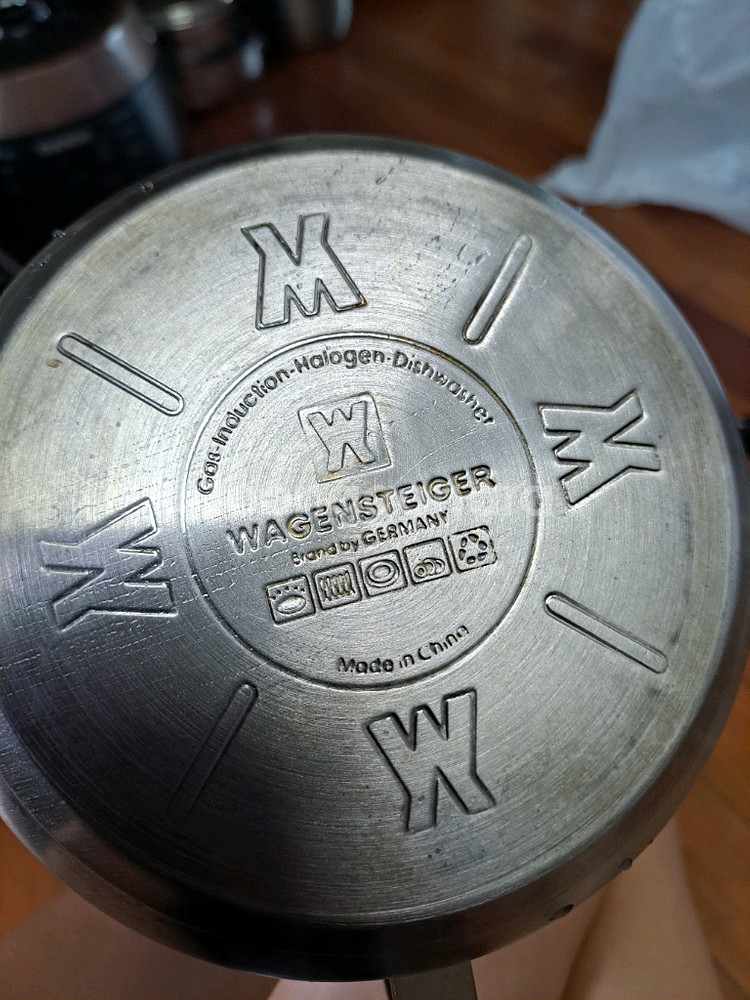 Gas-Induction-Halogen-Dishwasher
W
WAGENSTEIGER
Brand by GERMANY
Made in China